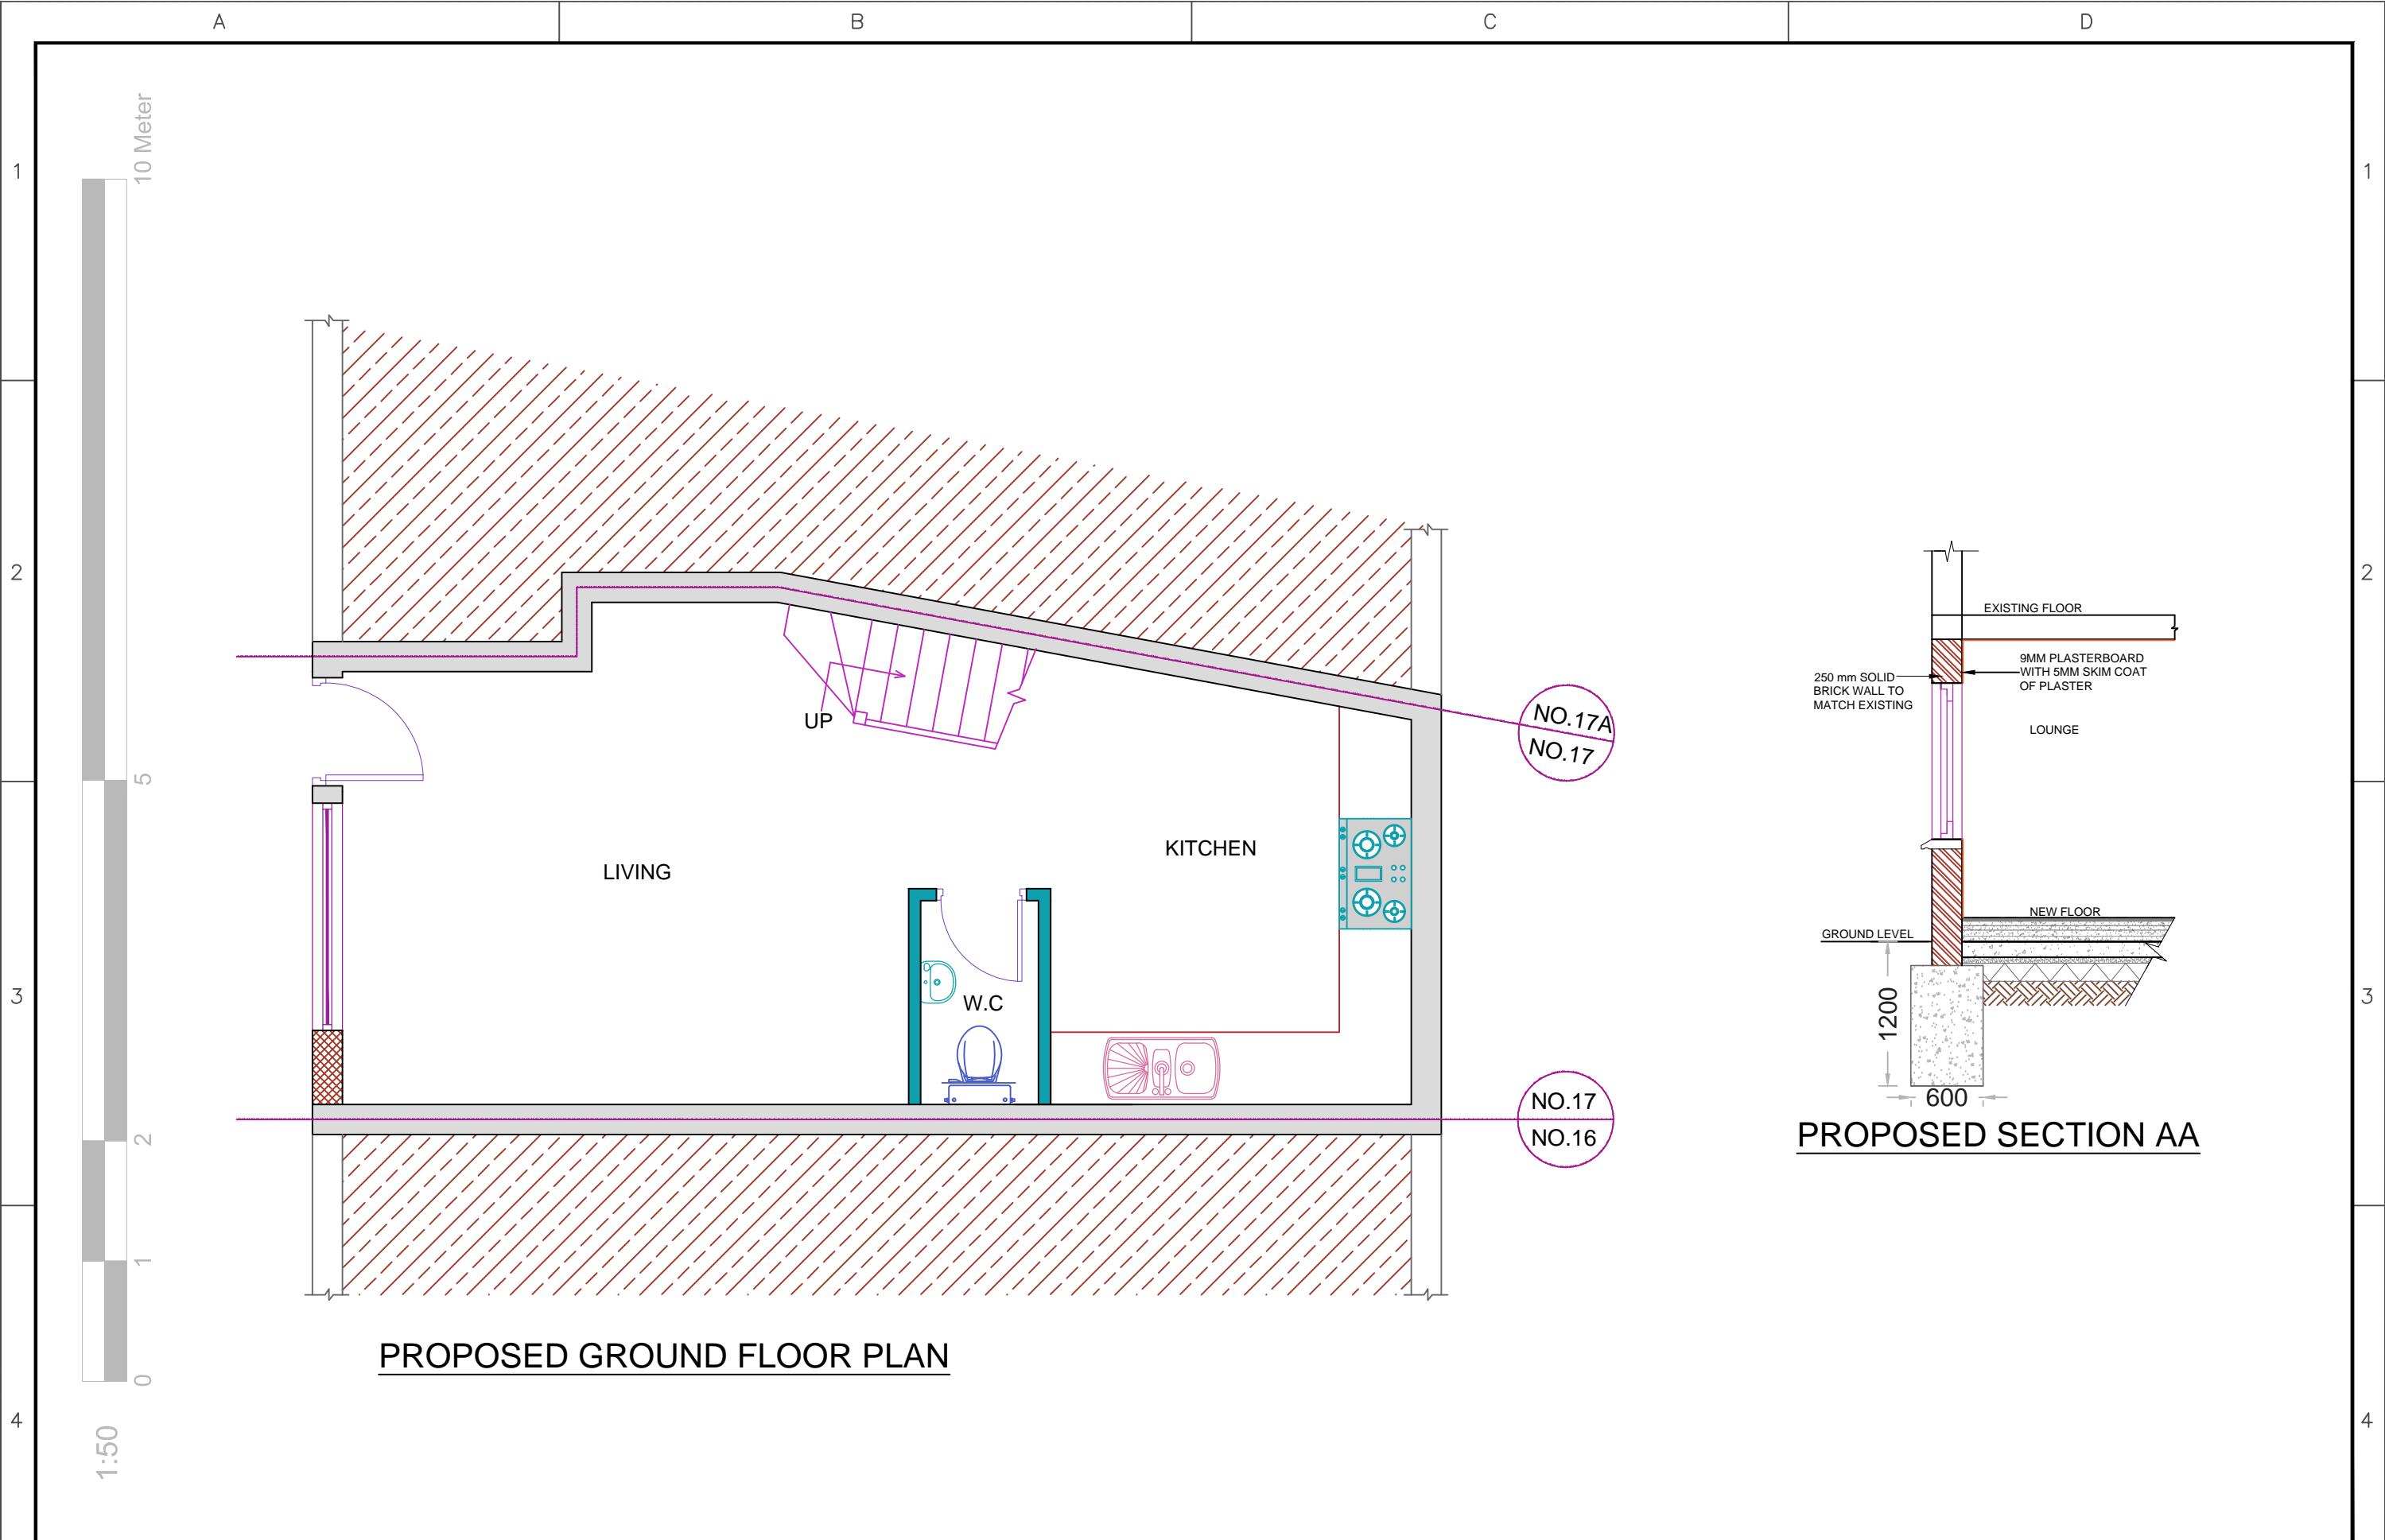 A
B
C
D
1
1
10 Meter
2
2
EXISTING FLOOR
9MM PLASTERBOARD
WITH 5MM SKIM COAT
OF PLASTER
250 mm SOLID
BRICK WALL TO
MATCH EXISTING
LOUNGE
UP
NO.17A
NO.17
5
KITCHEN
LIVING
NEW FLOOR
GROUND LEVEL
W.C
3
3
1200
600
NO.17
NO.16
PROPOSED SECTION AA
2
1
PROPOSED GROUND FLOOR PLAN
0
4
4
1:50